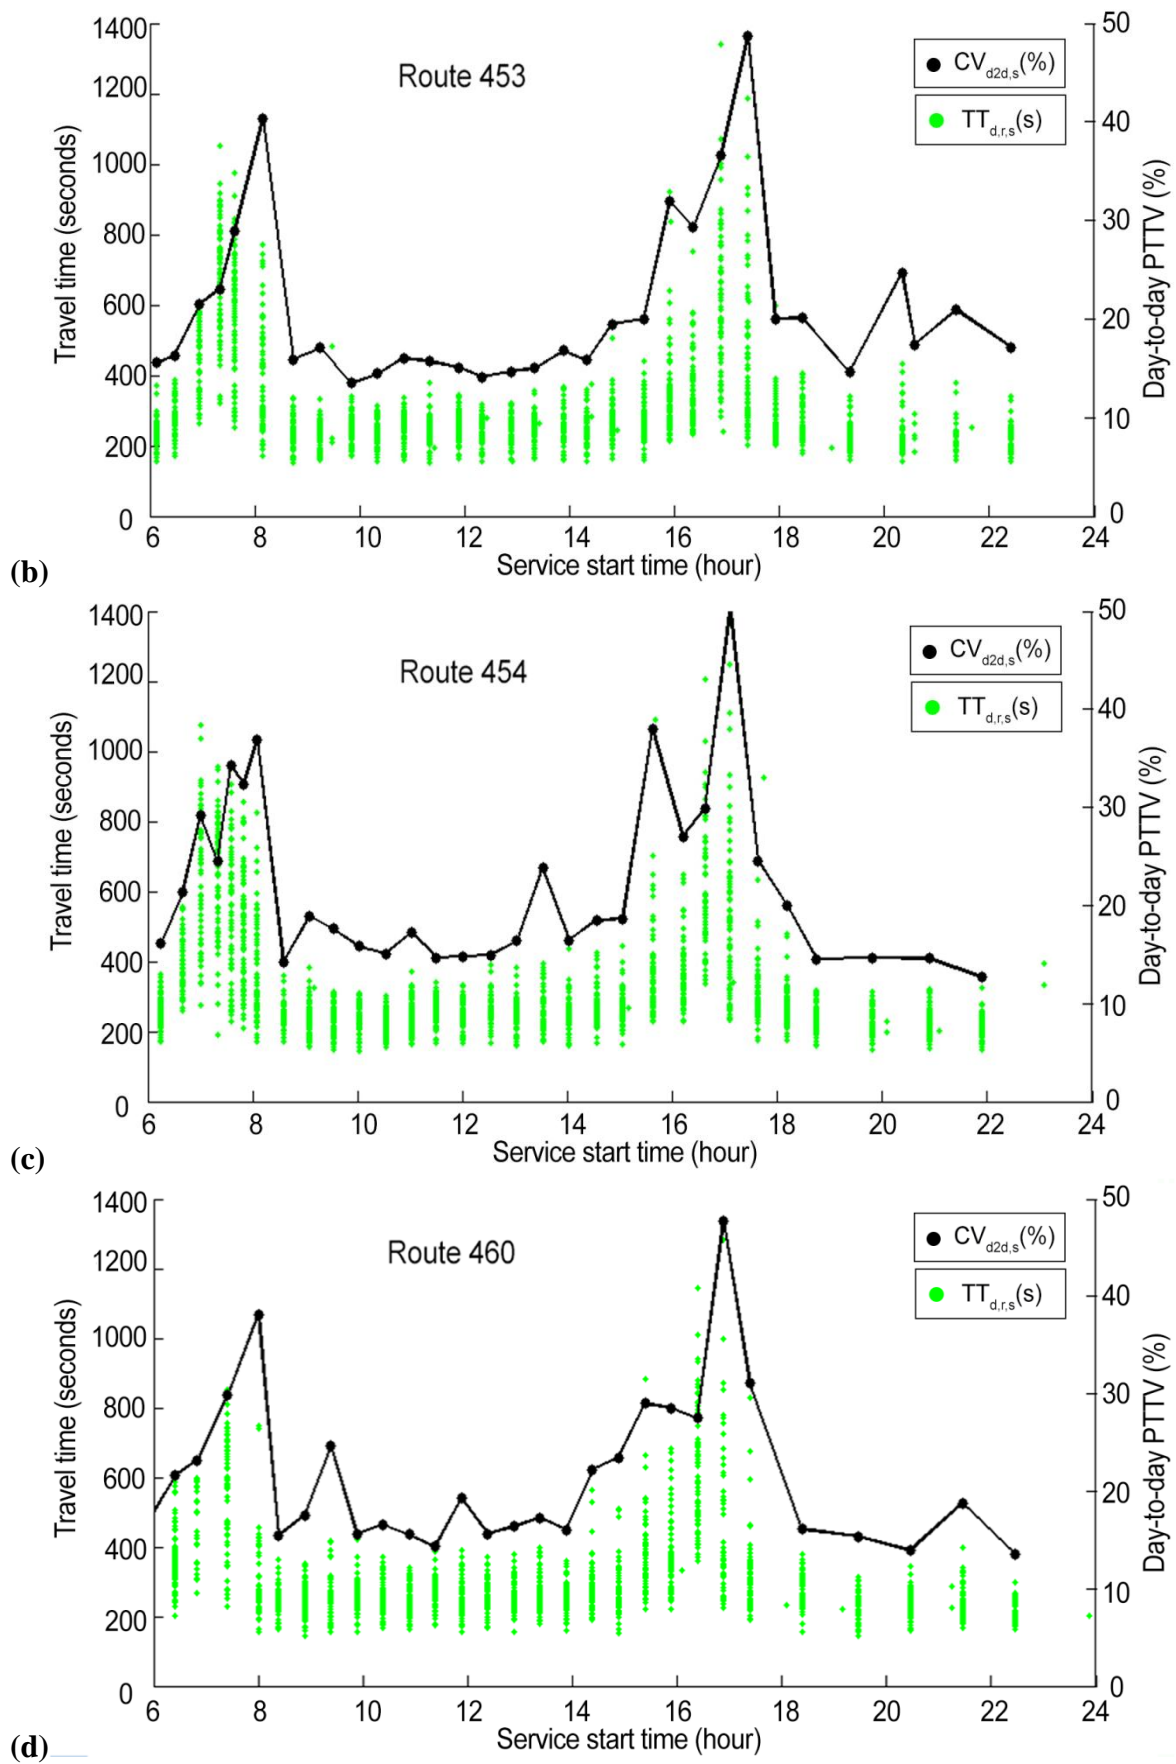 1400
1200
1000
800
600
400
200
0
Travel time (seconds)
Route 453
CVd2d,s(%)
TTd,r,s(s)
50
40
30
20
10
0
Day-to-day PTTV (%)
6 8 10 12 14 16 18 20 22 24
Service start time (hour)
(b)
1400
1200
1000
800
600
400
200
0
Travel time (seconds)
Route 454
CVd2d,s(%)
TTd,r,s(s)
50
40
30
20
10
0
Day-to-day PTTV (%)
6 8 10 12 14 16 18 20 22 24
Service start time (hour)
(c)
1400
1200
1000
800
600
400
200
0
Travel time (seconds)
Route 460
CVd2d,s(%)
TTd,r,s(s)
50
40
30
20
10
0
Day-to-day PTTV (%)
6 8 10 12 14 16 18 20 22 24
Service start time (hour)
(d)